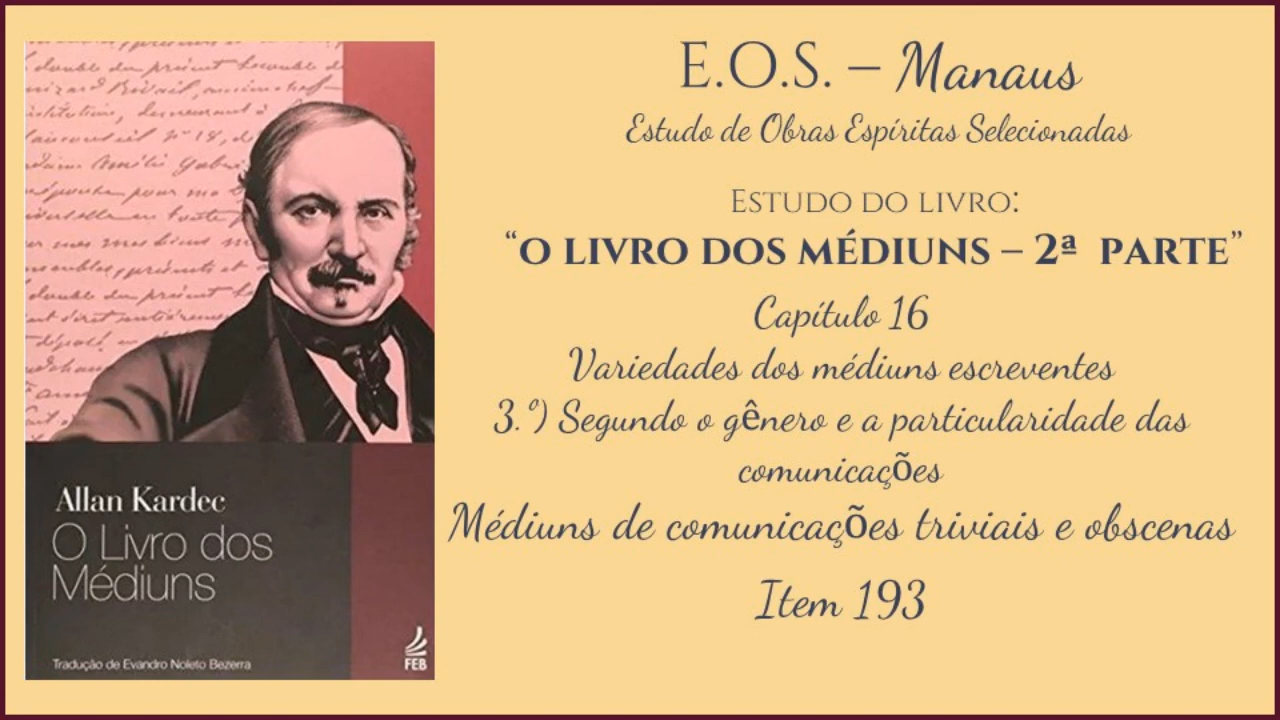 E.O.S. – Manaus
Estudo de Obras Espíritas Selecionadas
ESTUDO DO LIVRO:
“O LIVRO DOS MÉDIUNS – 2ª PARTE”
Capítulo 16
Variedades dos médiuns escreventes
3.º) Segundo o gênero e a particularidade das
comunicações
Médiuns de comunicações triviais e obscenas
Item 193
Allan Kardec
O Livro dos
Médiuns
Tradução de Evandro Noleto Bezerra
FEB